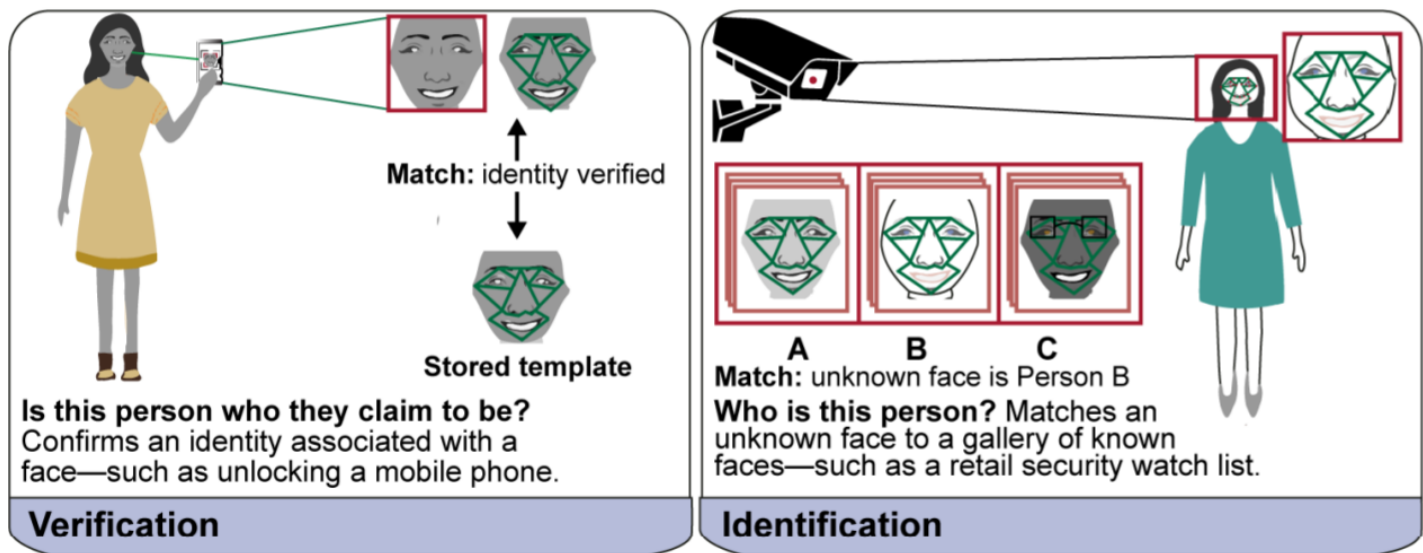 Match: identity verified
Stored template
Is this person who they claim to be?
Confirms an identity associated with a
face—such as unlocking a mobile phone.
Verification
A
B
C
Match: unknown face is Person B
Who is this person? Matches an
unknown face to a gallery of known
faces—such as a retail security watch list.
Identification